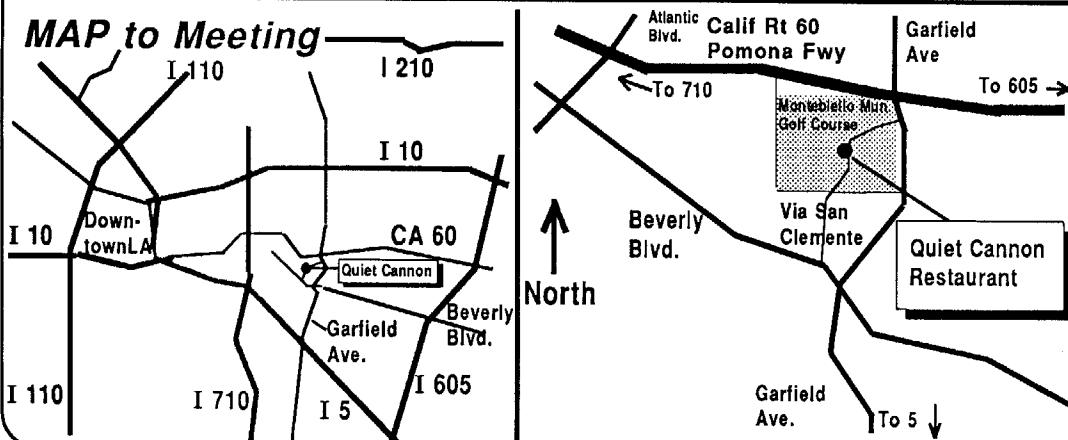 MAP to Meeting
I 110
I 210
I 10
Down-
townLA
I 10
CA 60
Quiet Cannon
Beverly
Blvd.
Garfield
Ave.
I 110
I 710
I 5
I 605
Atlantic
Blvd.
Calif Rt 60
Pomona Fwy
Garfield
Ave
To 710
To 605
Montebello Mun
Golf Course
North
Beverly
Blvd.
Via San
Clemente
Quiet Cannon
Restaurant
Garfield
Ave.
To 5